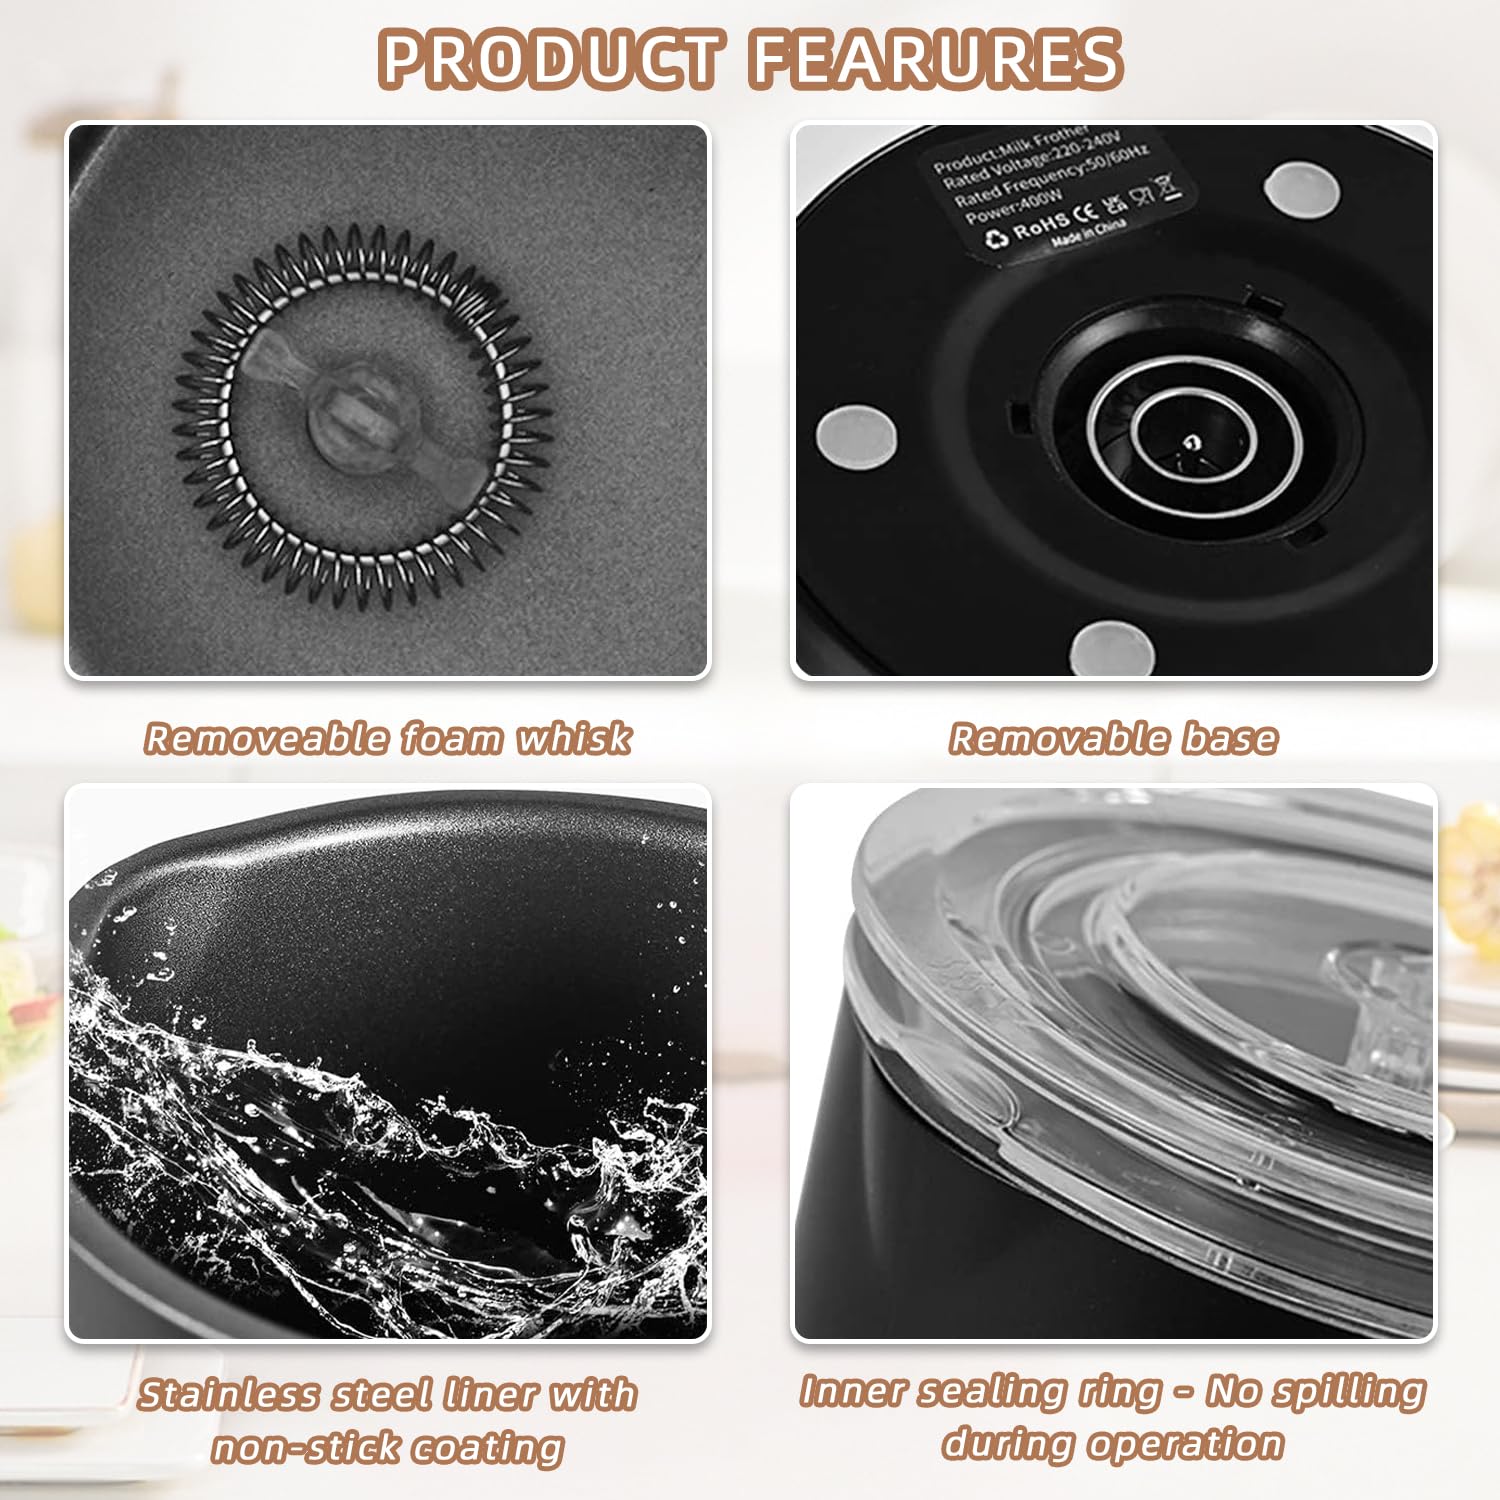 PRODUCT FEARURES
Product:Milk Frother
Rated Voltage:220-240V
Rated Frequency:50/60Hz
Power:400W
RoHS CE UK CA
Made in China
Removeable foam whisk
Removable base
Stainless steel liner with
non-stick coating
Inner sealing ring - No spilling
during operation